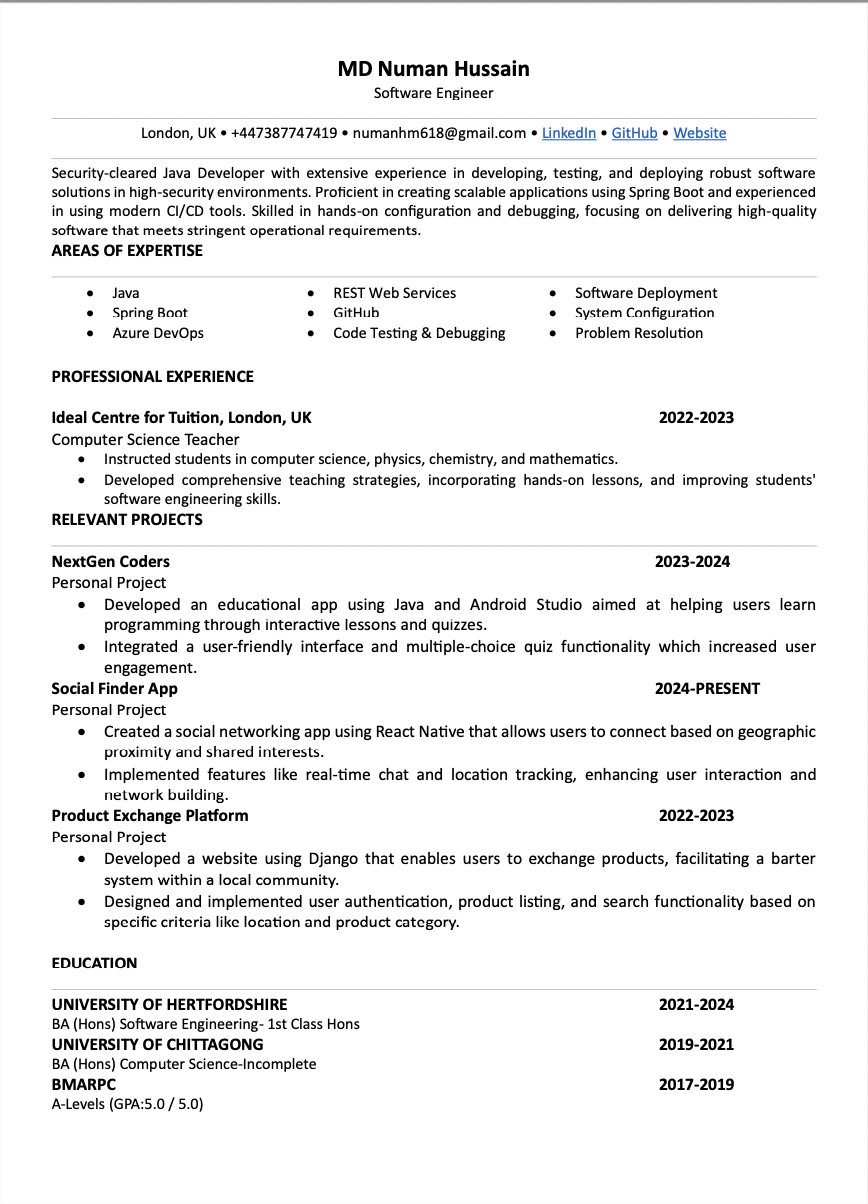 MD Numan Hussain
Software Engineer
London, UK • +447387747419 • numanhm618@gmail.com • LinkedIn • GitHub • Website
Security-cleared Java Developer with extensive experience in developing, testing, and deploying robust software
solutions in high-security environments. Proficient in creating scalable applications using Spring Boot and experienced
in using modern CI/CD tools. Skilled in hands-on configuration and debugging, focusing on delivering high-quality
software that meets stringent operational requirements.
AREAS OF EXPERTISE
• Java
• Spring Boot
• Azure DevOps
• REST Web Services
• GitHub
• Code Testing & Debugging
• Software Deployment
• System Configuration
• Problem Resolution
PROFESSIONAL EXPERIENCE
Ideal Centre for Tuition, London, UK 2022-2023
Computer Science Teacher
• Instructed students in computer science, physics, chemistry, and mathematics.
• Developed comprehensive teaching strategies, incorporating hands-on lessons, and improving students'
software engineering skills.
RELEVANT PROJECTS
NextGen Coders 2023-2024
Personal Project
• Developed an educational app using Java and Android Studio aimed at helping users learn
programming through interactive lessons and quizzes.
• Integrated a user-friendly interface and multiple-choice quiz functionality which increased user
engagement.
Social Finder App 2024-PRESENT
Personal Project
• Created a social networking app using React Native that allows users to connect based on geographic
proximity and shared interests.
• Implemented features like real-time chat and location tracking, enhancing user interaction and
network building.
Product Exchange Platform 2022-2023
Personal Project
• Developed a website using Django that enables users to exchange products, facilitating a barter
system within a local community.
• Designed and implemented user authentication, product listing, and search functionality based on
specific criteria like location and product category.
EDUCATION
UNIVERSITY OF HERTFORDSHIRE 2021-2024
BA (Hons) Software Engineering- 1st Class Hons
UNIVERSITY OF CHITTAGONG 2019-2021
BA (Hons) Computer Science-Incomplete
BMARPC 2017-2019
A-Levels (GPA:5.0 / 5.0)